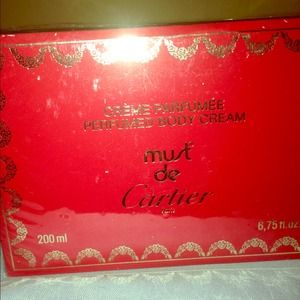 CRÈME PARFUMÉE
PERFUMED BODY CREAM
must
de
Cartier
200 ml
6,75 fl.oz